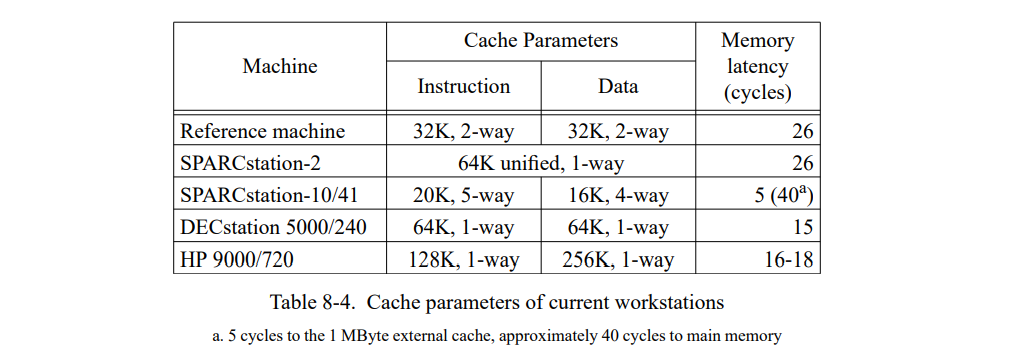 Machine Cache Parameters Memory latency (cycles)
Instruction Data
Reference machine 32K, 2-way 32K, 2-way 26
SPARCstation-2 64K unified, 1-way 26
SPARCstation-10/41 20K, 5-way 16K, 4-way 5 (40a)
DECstation 5000/240 64K, 1-way 64K, 1-way 15
HP 9000/720 128K, 1-way 256K, 1-way 16-18
Table 8-4. Cache parameters of current workstations
a. 5 cycles to the 1 MByte external cache, approximately 40 cycles to main memory